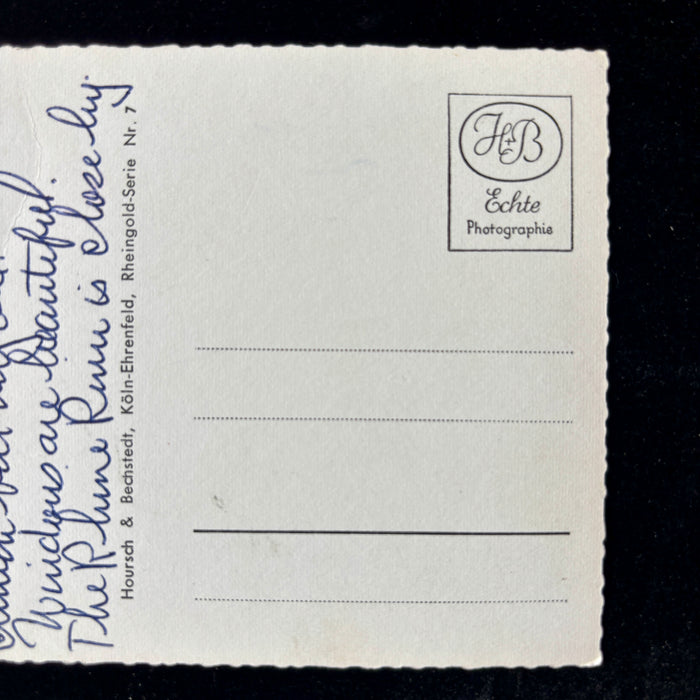 windows are beautiful.
The Rhine River is close by.
Hoursch & Bechstedt, Köln-Ehrenfeld, Rheingold-Serie Nr. 7
H+B
Echte
Photographie